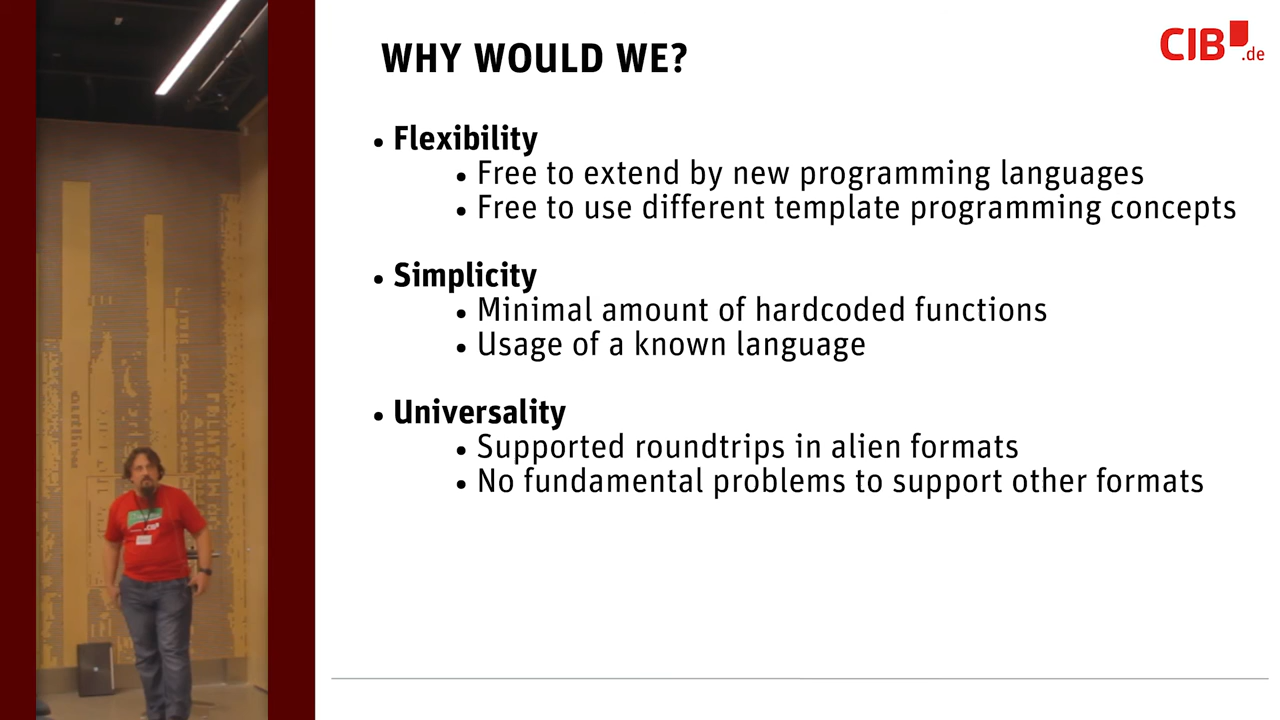 WHY WOULD WE?
CIB.de
• Flexibility
• Free to extend by new programming languages
• Free to use different template programming concepts
• Simplicity
• Minimal amount of hardcoded functions
• Usage of a known language
• Universality
• Supported roundtrips in alien formats
• No fundamental problems to support other formats
CIB